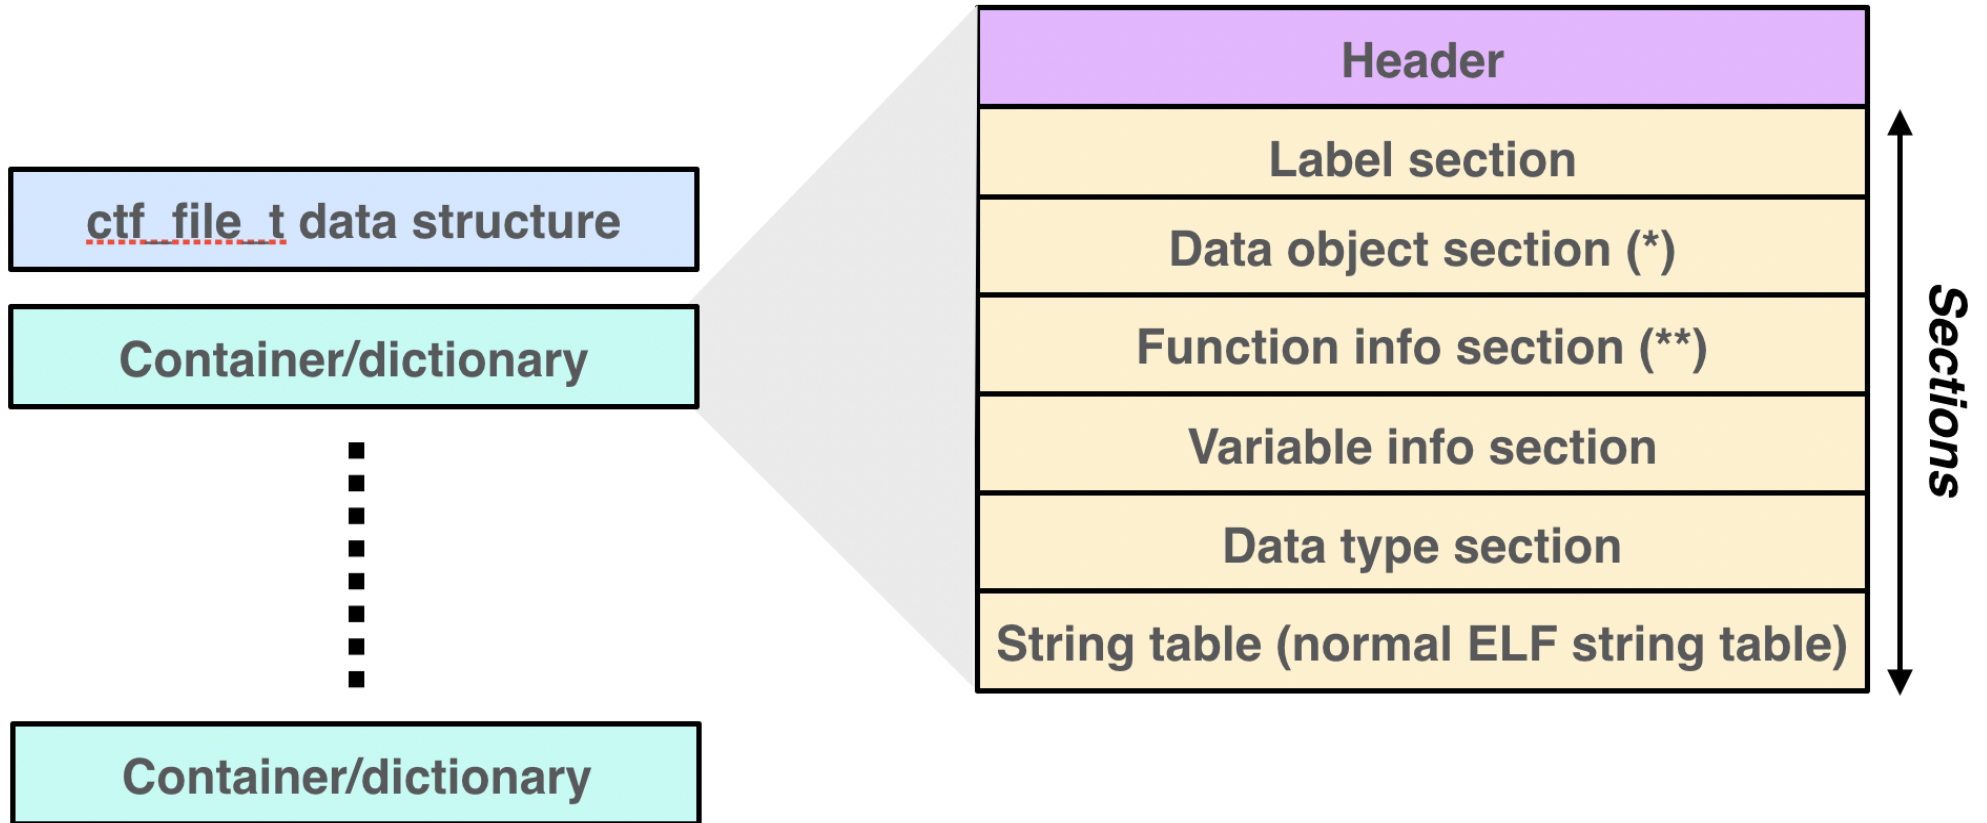 ctf_file_t data structure
Container/dictionary
Container/dictionary
Header
Label section
Data object section (*)
Function info section (**)
Variable info section
Data type section
String table (normal ELF string table)
Sections